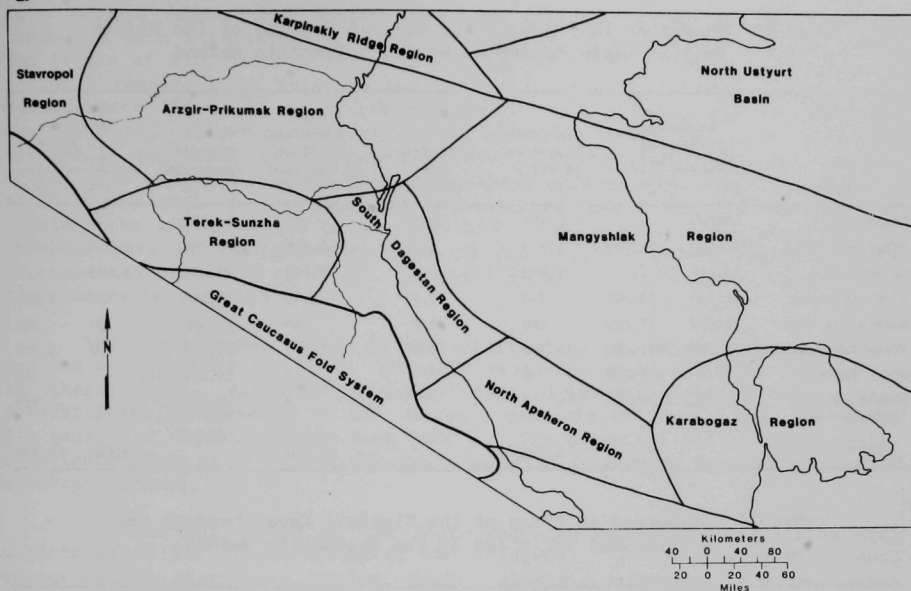 Karpinskiy Ridge Region
Stavropol
Region
North Ustyurt
Basin
Arzgir-Prikumsk Region
Terek-Sunzha
Region
South Dagestan Region
Mangyshlak Region
Great Caucasus Fold System
North Apsheron Region
Karabogaz Region
N
Kilometers
40 0 40 80
20 0 20 40 60
Miles